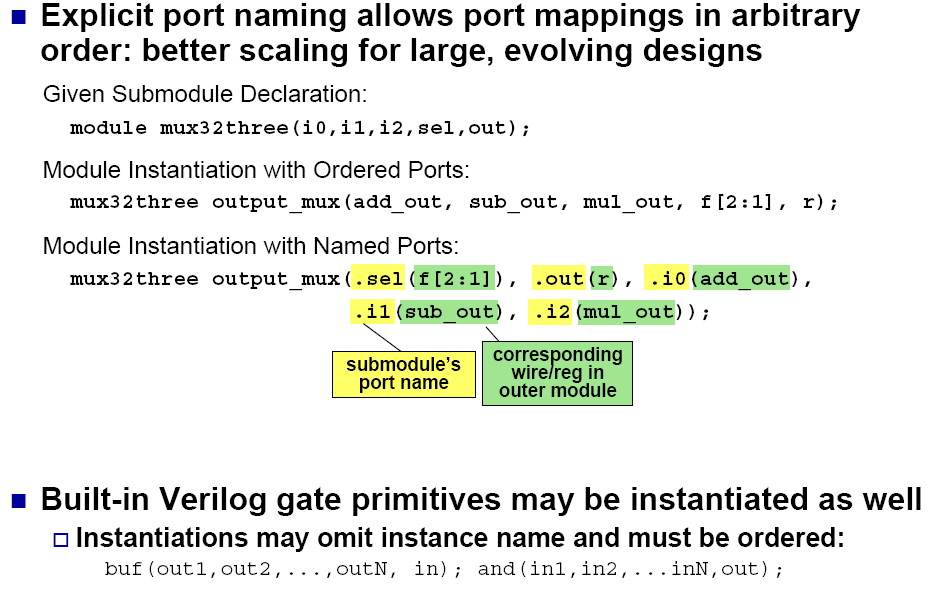 Explicit port naming allows port mappings in arbitrary
order: better scaling for large, evolving designs
Given Submodule Declaration:
module mux32three(i0,i1,i2,sel,out);
Module Instantiation with Ordered Ports:
mux32three output_mux(add_out, sub_out, mul_out, f[2:1], r);
Module Instantiation with Named Ports:
mux32three output_mux(.sel(f[2:1]), .out(r), .i0(add_out),
.i1(sub_out), .i2(mul_out));
submodule's
port name
corresponding
wire/reg in
outer module
Built-in Verilog gate primitives may be instantiated as well
Instantiations may omit instance name and must be ordered:
buf(out1,out2,...,outN, in); and(in1,in2,...inN,out);